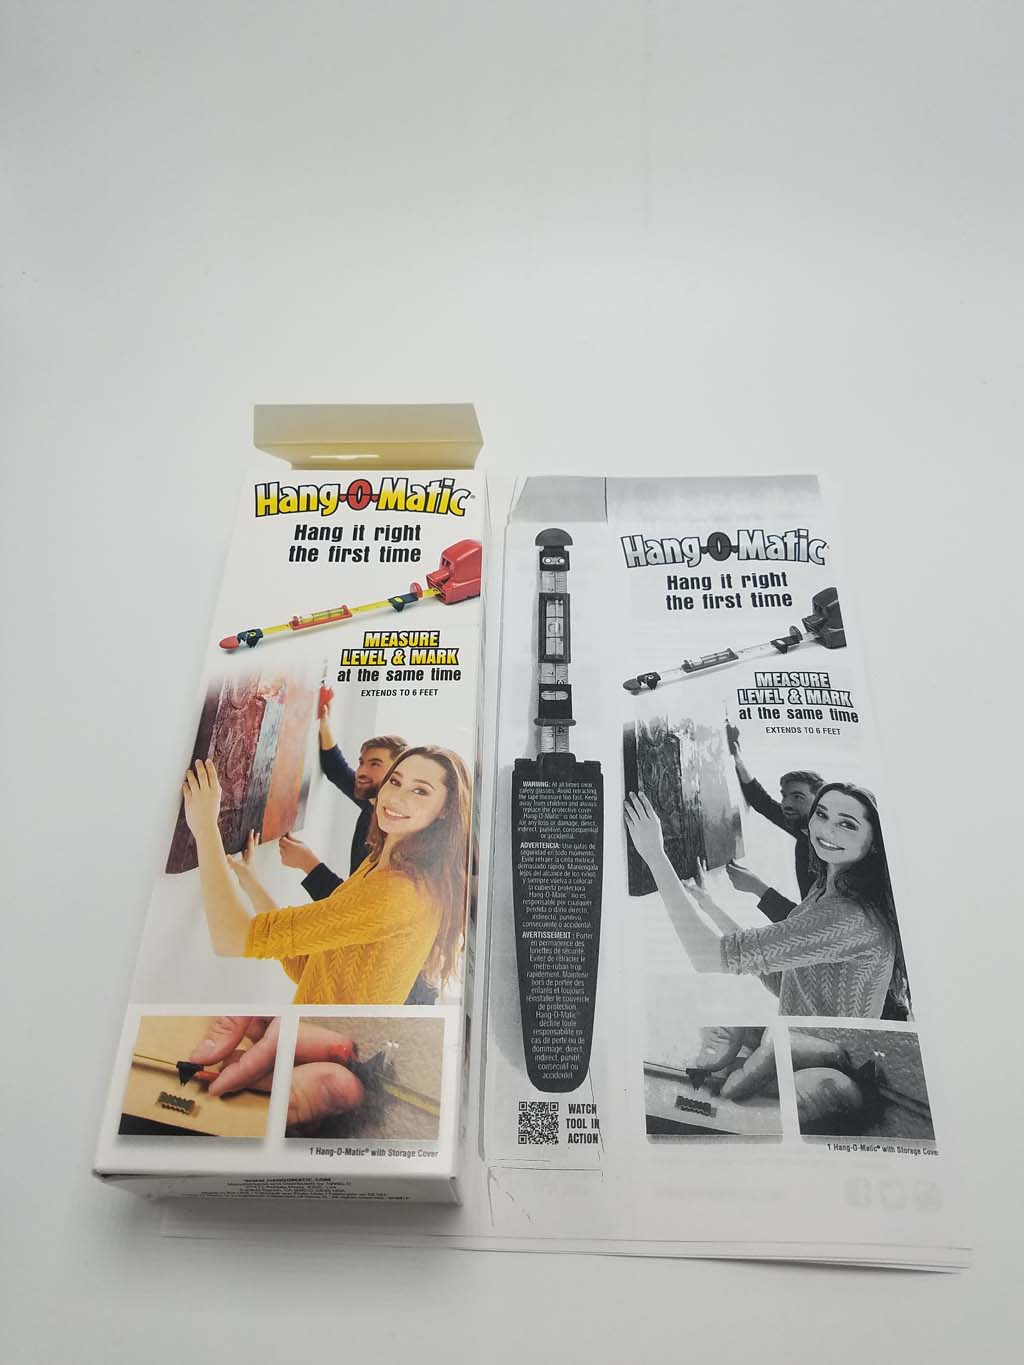 Hang-O-Matic®
Hang it right
the first time
MEASURE
LEVEL & MARK
at the same time
EXTENDS TO 6 FEET
1 Hang-O-Matic® with Storage Cover
WWW.HANGOMATIC.COM
WARNING: At all times wear
safety glasses. Avoid retracting
the tape measure too fast. Keep
away from children and always
replace the protective cover.
Hang-O-Matic® is not liable
for any loss or damage, direct,
indirect, punitive, consequential
or accidental.
ADVERTENCIA: Use gafas de
seguridad en todo momento.
Evite retraer la cinta métrica
demasiado rápido. Manténgala
lejos del alcance de los niños
y siempre vuelva a colocar
la cubierta protectora.
Hang-O-Matic® no es
responsable por cualquier
pérdida o daño directo,
indirecto, punitivo,
consecuente o accidental.
AVERTISSEMENT : Porter
en permanence des
lunettes de sécurité.
Éviter de rétracter le
mètre-ruban trop
rapidement. Maintenir
hors de portée des
enfants et toujours
réinstaller le couvercle
de protection.
Hang-O-Matic®
décline toute
responsabilité en
cas de perte ou de
dommage, direct,
indirect, punitif,
consécutif ou
accidentel.
WATCH
TOOL IN
ACTION
Hang-O-Matic®
Hang it right
the first time
MEASURE
LEVEL & MARK
at the same time
EXTENDS TO 6 FEET
1 Hang-O-Matic® with Storage Cover